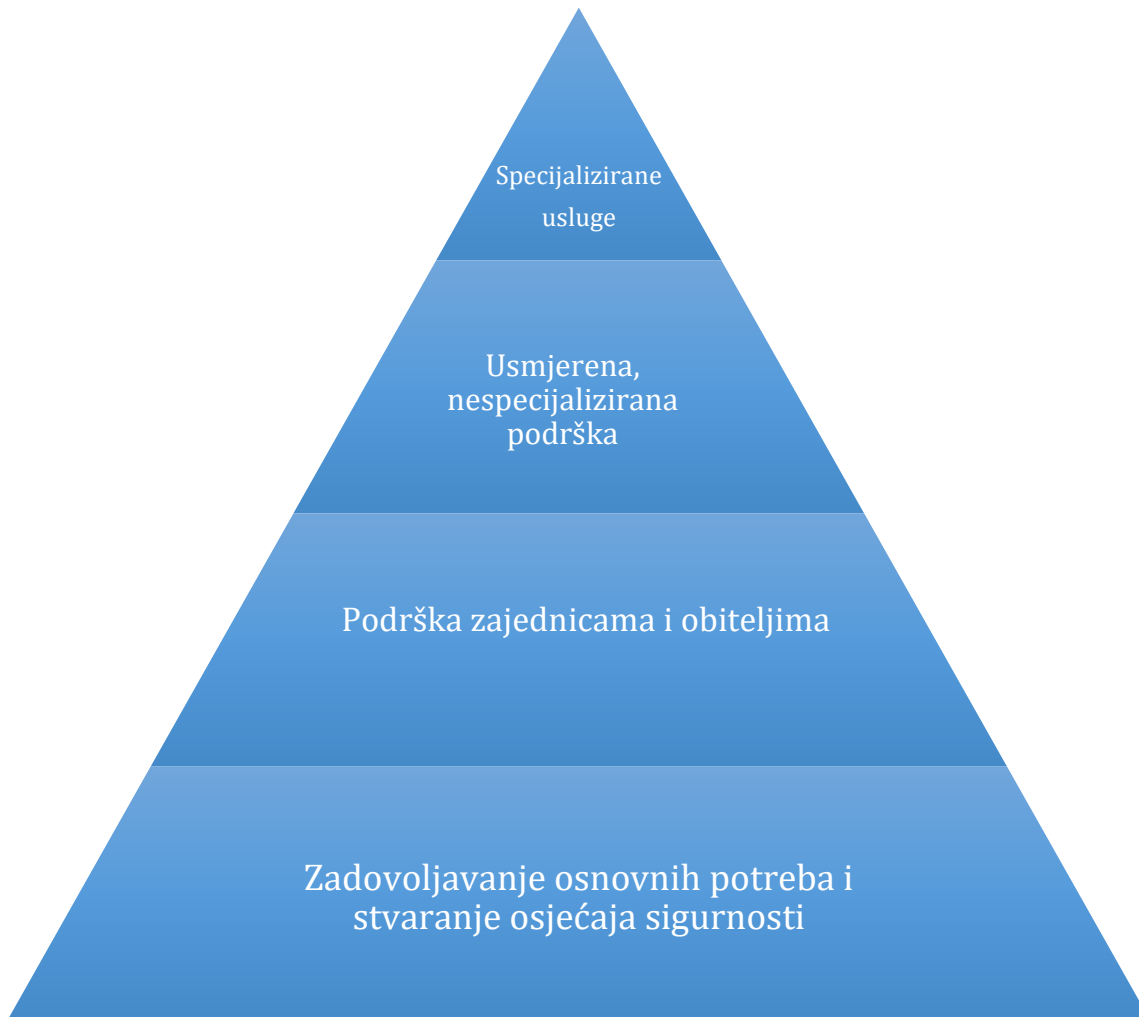 Specijalizirane
usluge
Usmjerena,
nespecijalizirana
podrška
Podrška zajednicama i obiteljima
Zadovoljavanje osnovnih potreba i
stvaranje osjećaja sigurnosti